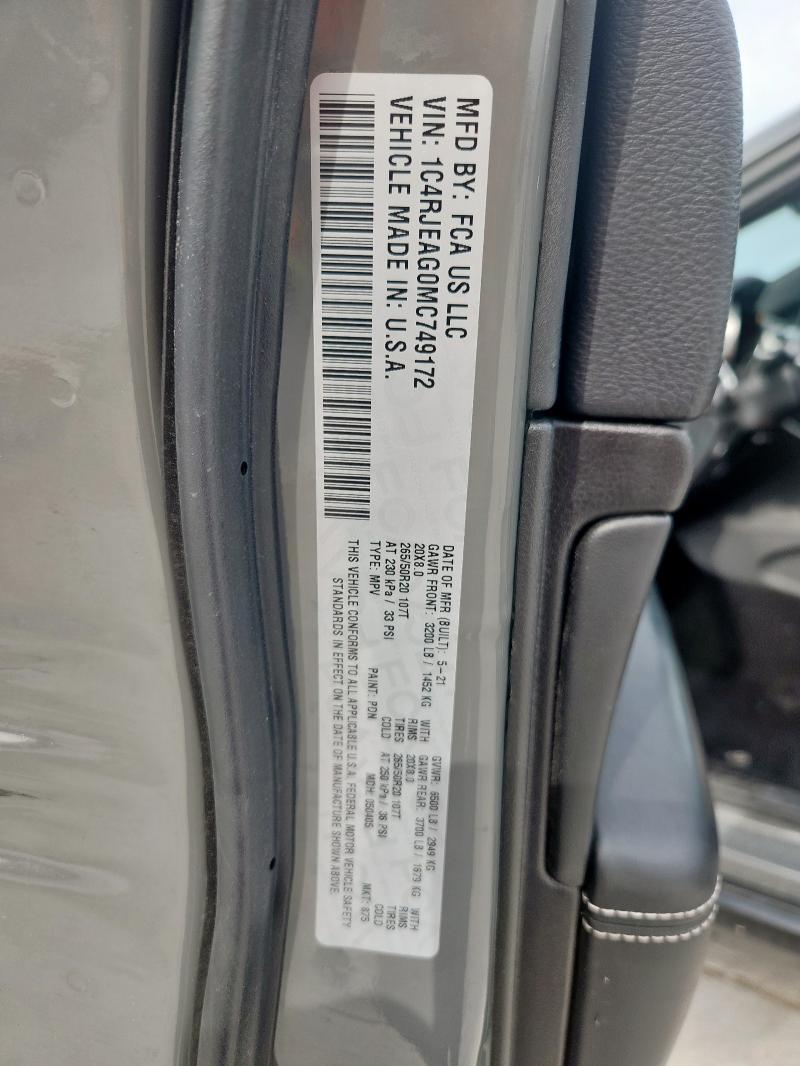 MFD BY: FCA US LLC
VIN: 1C4RJEAG0MC749172
VEHICLE MADE IN: U.S.A.
DATE OF MFR (BUILT): 5-21 GVWR: 6500 LB / 2949 KG
GAWR FRONT: 3200 LB / 1452 KG WITH GAWR REAR: 3700 LB / 1679 KG WITH
20X8.0 RIMS 20X8.0 RIMS
265/50R20 107T TIRES 265/50R20 107T TIRES
AT 230 kPa / 33 PSI COLD AT 250 kPa / 36 PSI COLD
TYPE: MPV PAINT: PDN MDH: 050405 MKT: 875
THIS VEHICLE CONFORMS TO ALL APPLICABLE U.S.A. FEDERAL MOTOR VEHICLE SAFETY
STANDARDS IN EFFECT ON THE DATE OF MANUFACTURE SHOWN ABOVE.